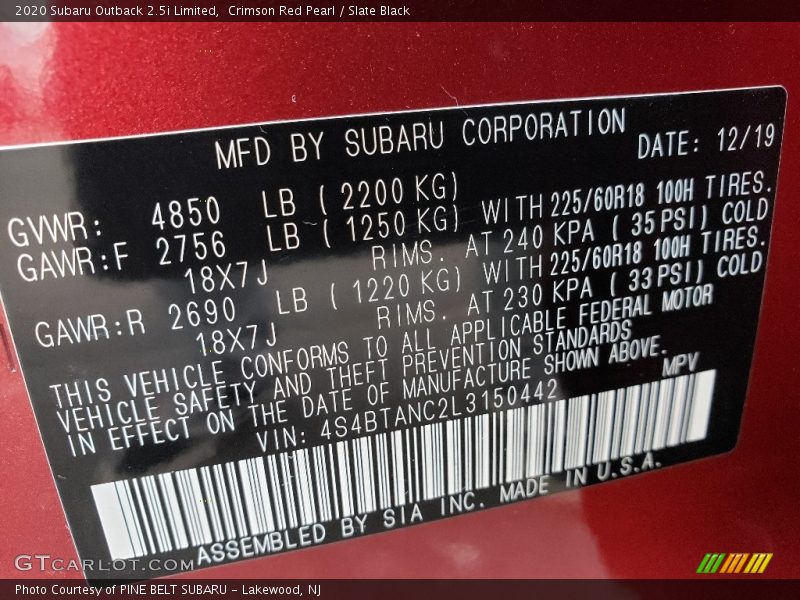 2020 Subaru Outback 2.5i Limited,  Crimson Red Pearl / Slate Black
MFD BY SUBARU CORPORATION DATE: 12/19
GVWR: 4850 LB ( 2200 KG)
GAWR:F 2756 LB ( 1250 KG) WITH 225/60R18 100H TIRES.
18X7J RIMS. AT 240 KPA ( 35 PSI) COLD
GAWR:R 2690 LB ( 1220 KG) WITH 225/60R18 100H TIRES.
18X7J RIMS. AT 230 KPA ( 33 PSI) COLD
THIS VEHICLE CONFORMS TO ALL APPLICABLE FEDERAL MOTOR
VEHICLE SAFETY AND THEFT PREVENTION STANDARDS
IN EFFECT ON THE DATE OF MANUFACTURE SHOWN ABOVE.
VIN: 4S4BTANC2L3150442 MPV
ASSEMBLED BY SIA INC. MADE IN U.S.A.
GTCARLOT.COM
Photo Courtesy of PINE BELT SUBARU - Lakewood, NJ